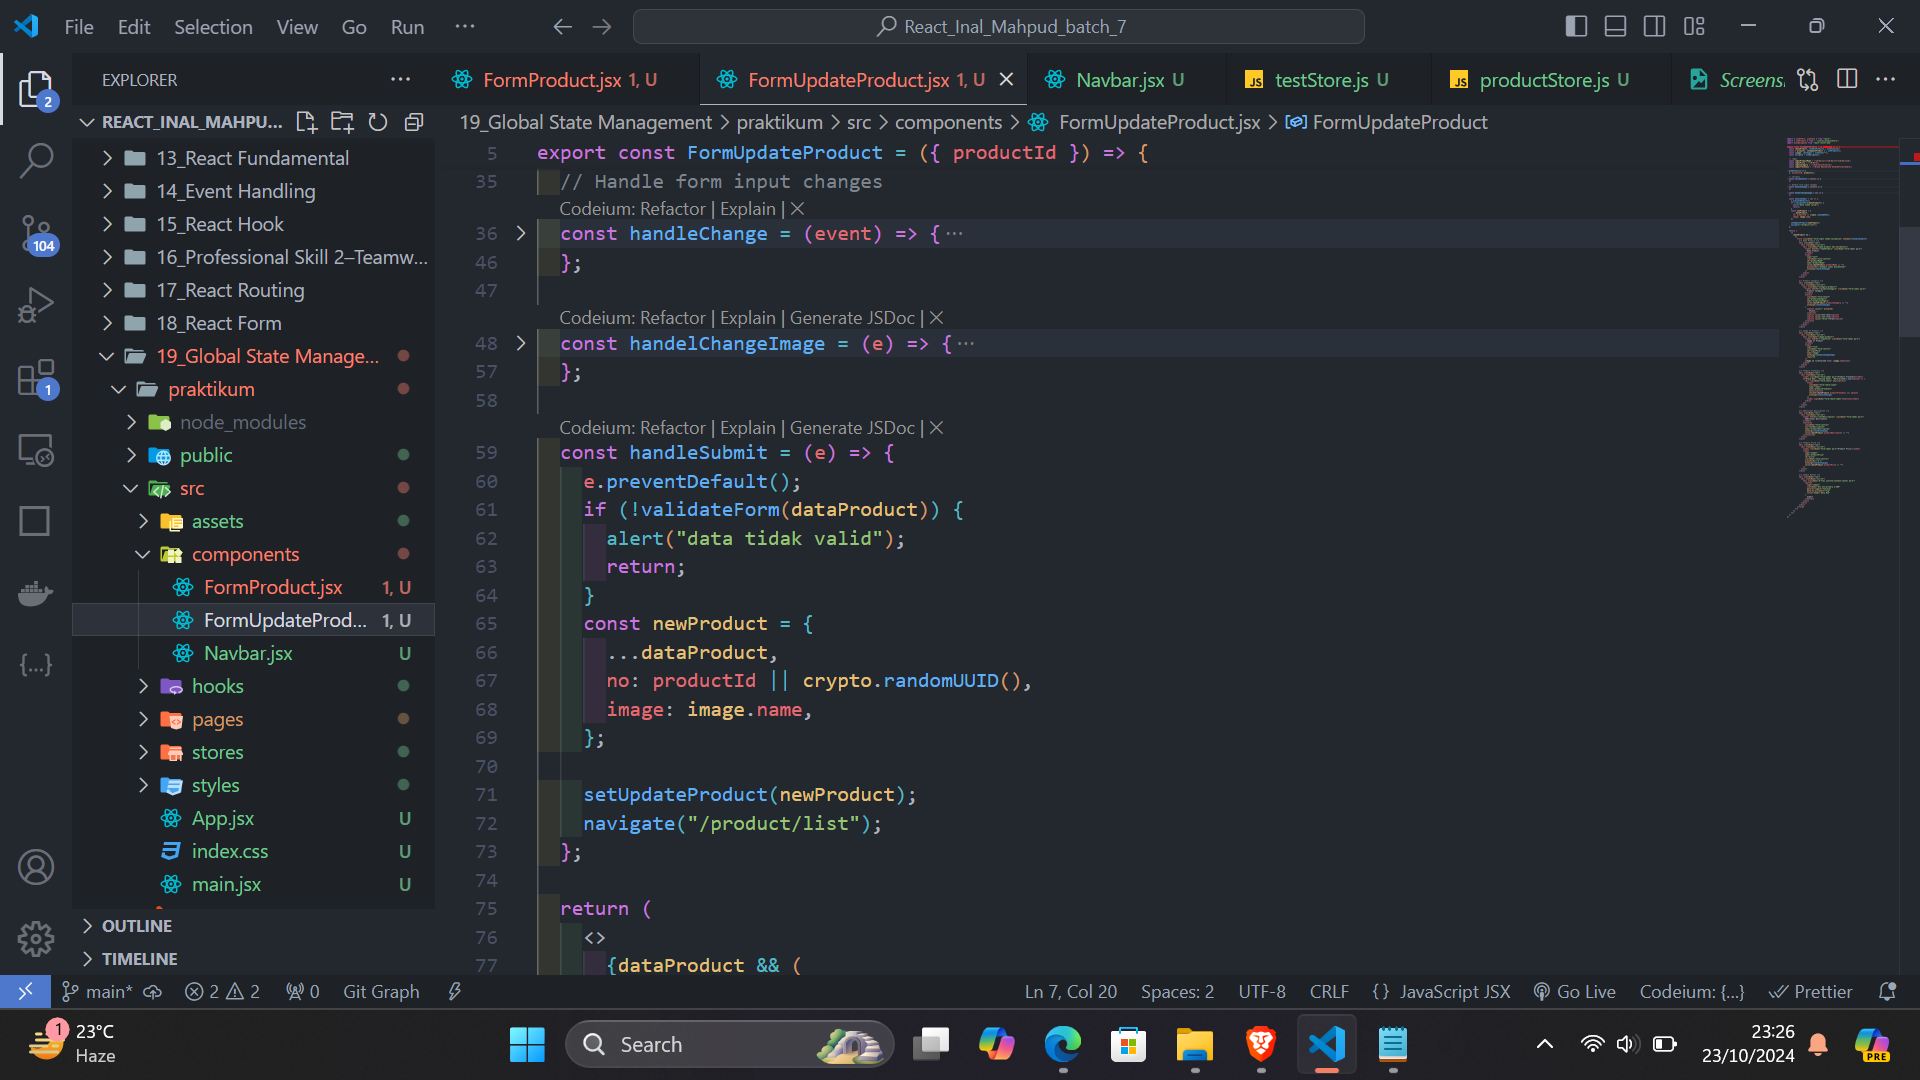 File Edit Selection View Go Run ···
React_Inal_Mahpud_batch_7
EXPLORER
FormProduct.jsx 1, U
FormUpdateProduct.jsx 1, U
Navbar.jsx U
testStore.js U
productStore.js U
Screens
REACT_INAL_MAHPU...
13_React Fundamental
14_Event Handling
15_React Hook
16_Professional Skill 2–Teamw...
17_React Routing
18_React Form
19_Global State Manage...
praktikum
node_modules
public
src
assets
components
FormProduct.jsx 1, U
FormUpdateProd... 1, U
Navbar.jsx U
hooks
pages
stores
styles
App.jsx U
index.css U
main.jsx U
OUTLINE
TIMELINE
2
104
1
19_Global State Management > praktikum > src > components > FormUpdateProduct.jsx > FormUpdateProduct
5 export const FormUpdateProduct = ({ productId }) => {
35 // Handle form input changes
Codeium: Refactor | Explain | ×
36 const handleChange = (event) => {···
46 };
47
Codeium: Refactor | Explain | Generate JSDoc | ×
48 const handelChangeImage = (e) => {···
57 };
58
Codeium: Refactor | Explain | Generate JSDoc | ×
59 const handleSubmit = (e) => {
60 e.preventDefault();
61 if (!validateForm(dataProduct)) {
62 alert("data tidak valid");
63 return;
64 }
65 const newProduct = {
66 ...dataProduct,
67 no: productId || crypto.randomUUID(),
68 image: image.name,
69 };
70
71 setUpdateProduct(newProduct);
72 navigate("/product/list");
73 };
74
75 return (
76 <>
77 {dataProduct && (
main* 2 2 0 Git Graph
Ln 7, Col 20 Spaces: 2 UTF-8 CRLF {} JavaScript JSX Go Live Codeium: {...} Prettier
1
23°C
Haze
Search
23:26
23/10/2024
PRE